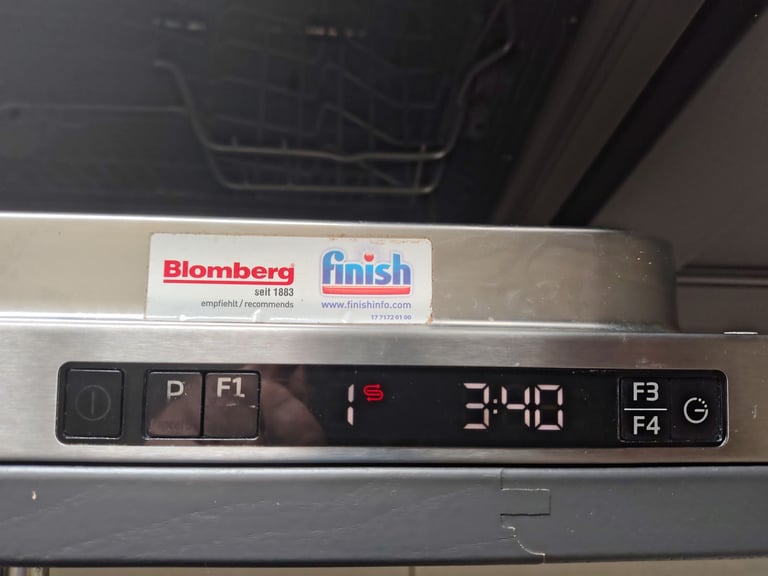 Blomberg
seit 1883
empfiehlt/recommends
finish
www.finishinfo.com
17 7172 01 00
P
F1
1
3:40
F3
F4